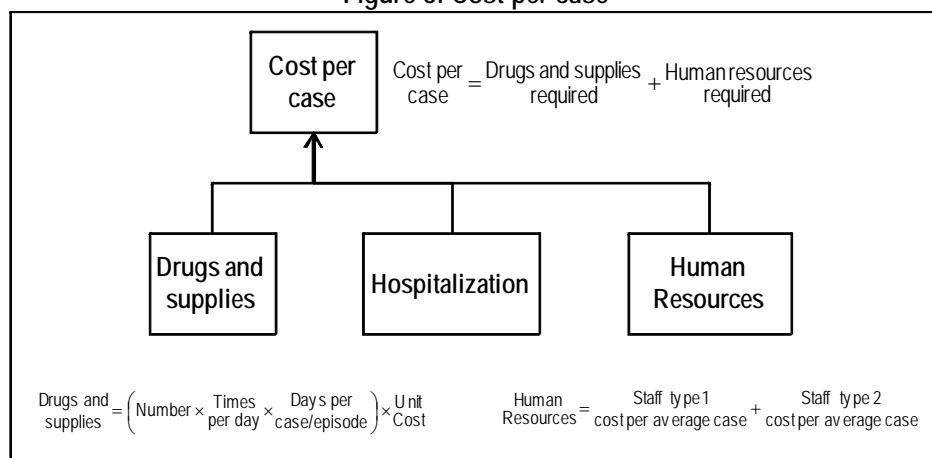 Figure Cost per case
Cost per
case
Cost per case = Drugs and supplies required + Human resources required
Drugs and
supplies
Hospitalization
Human
Resources
Drugs and supplies = (Number × Times per day × Days per case/episode) × Unit Cost
Human Resources = Staff type 1 cost per average case + Staff type 2 cost per average case